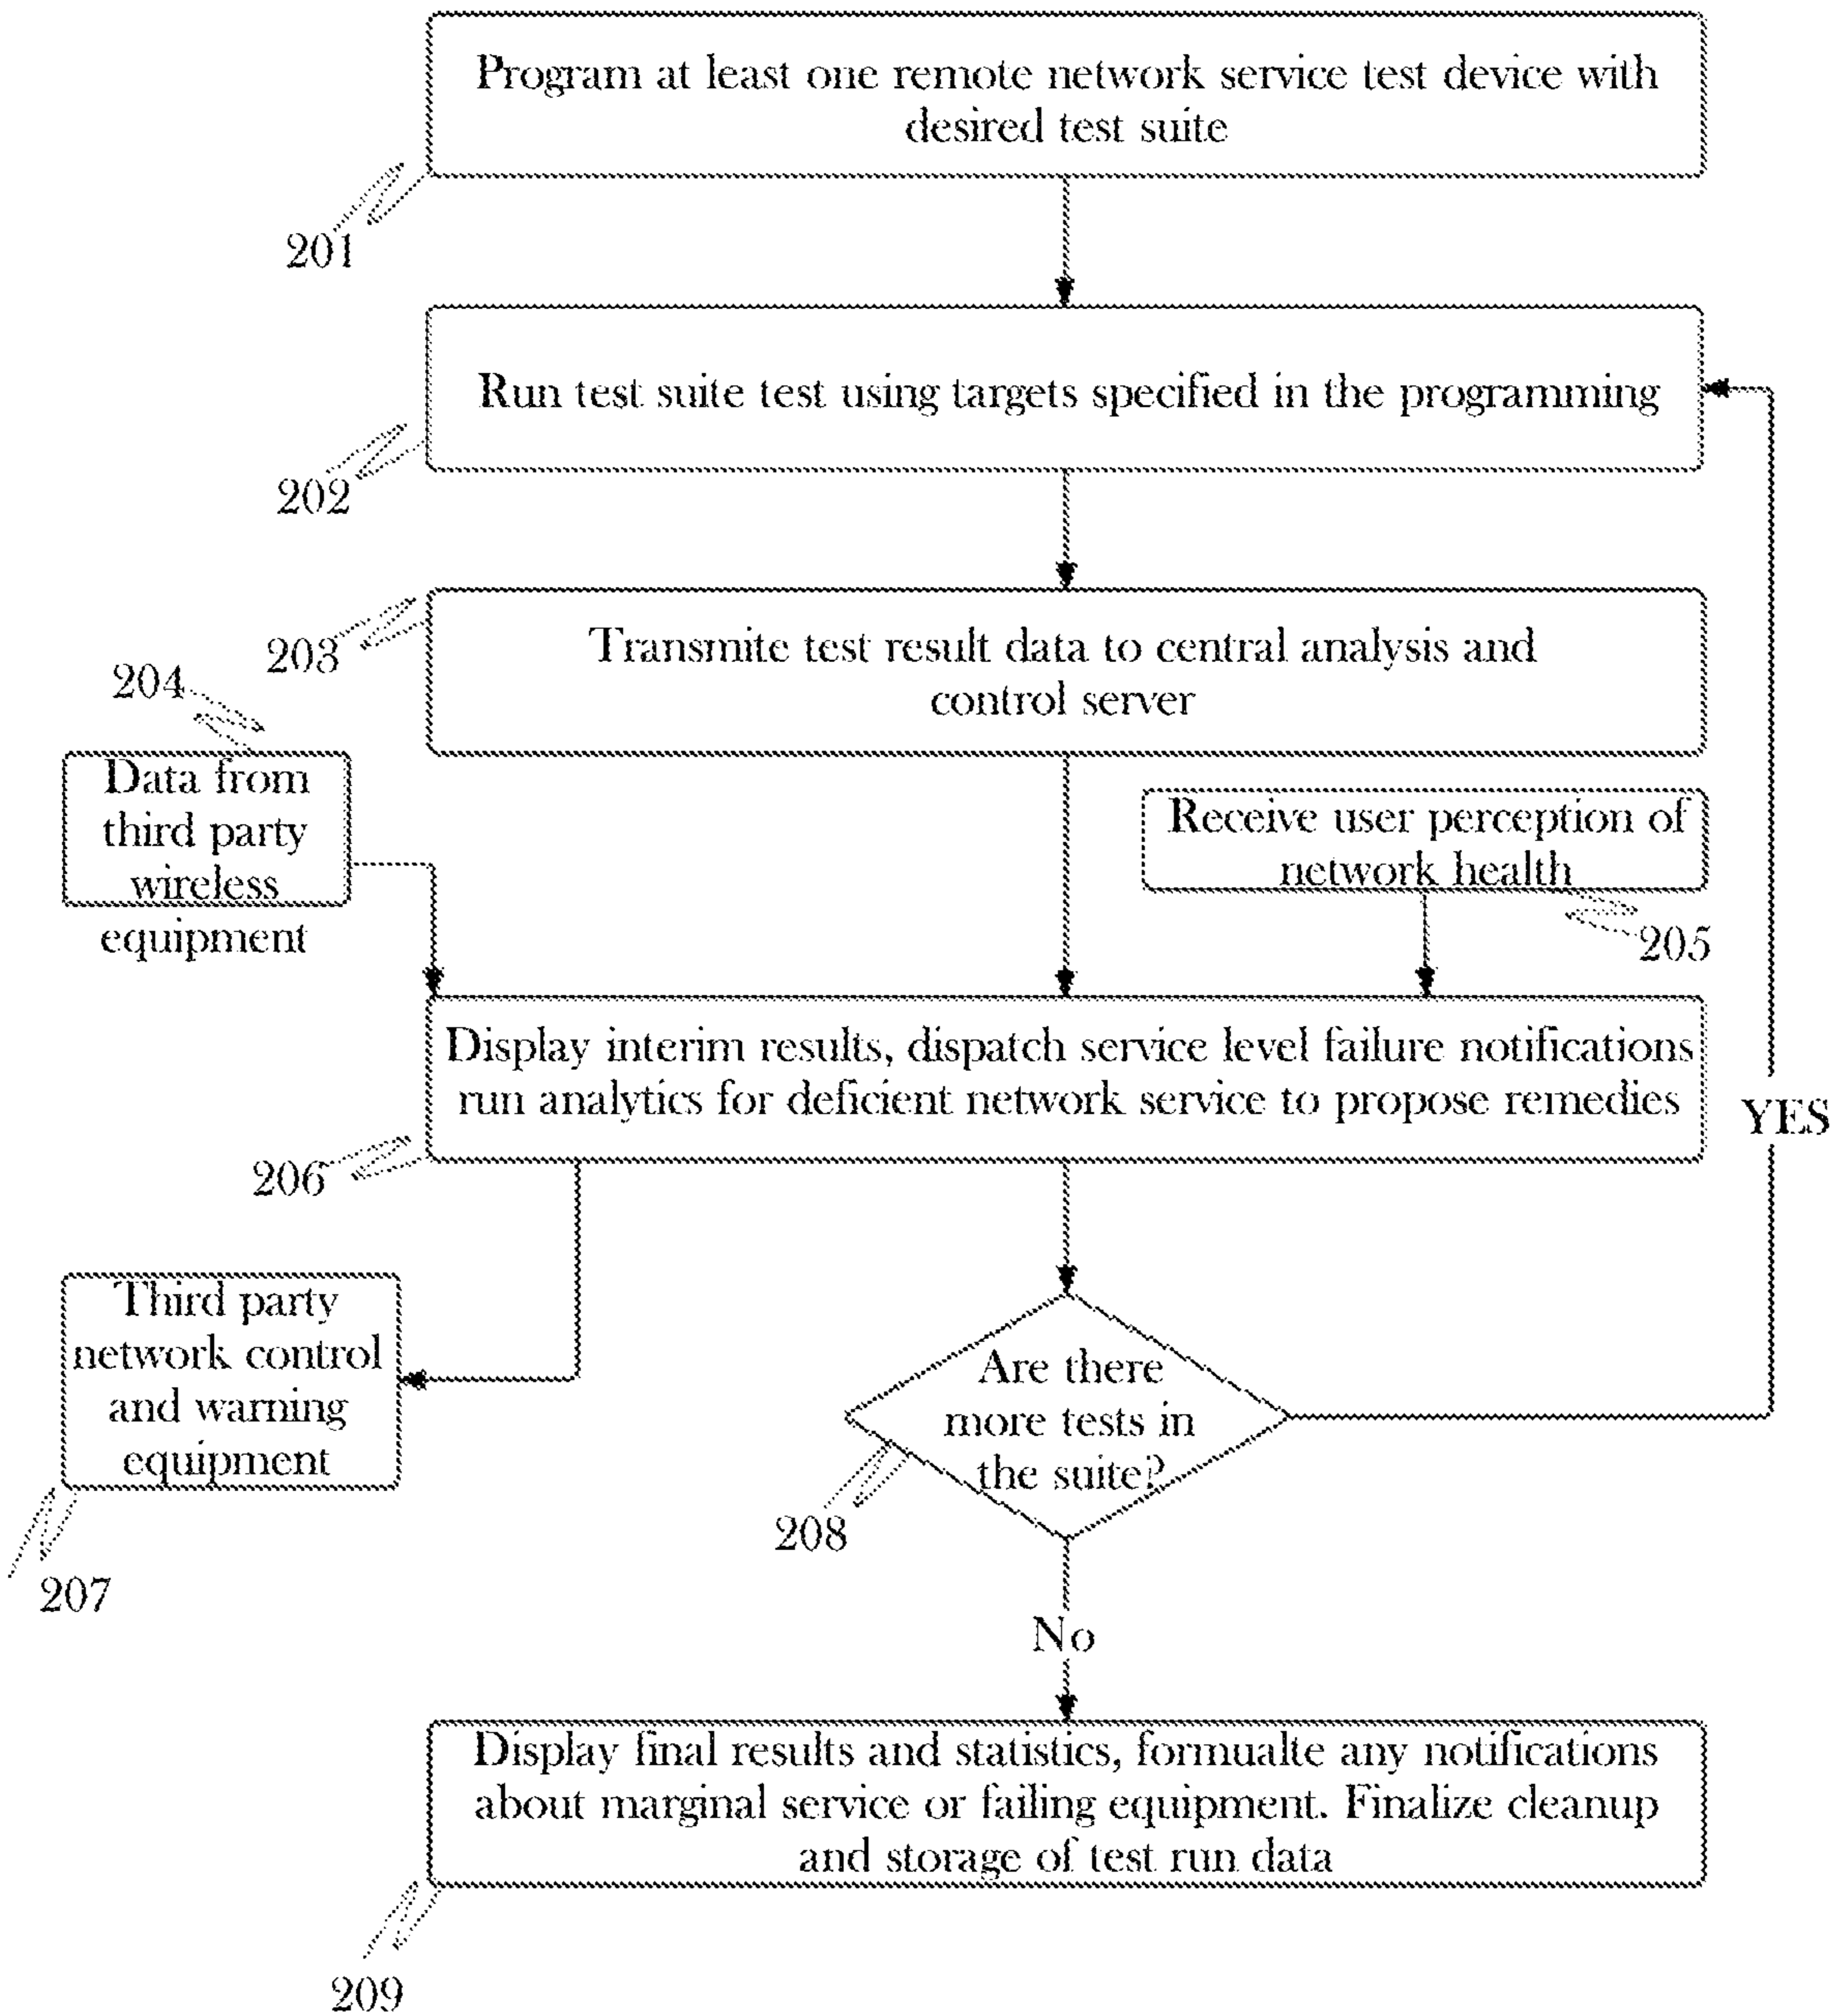 Program at least one remote network service test device with
desired test suite
201
Run test suite test using targets specified in the programming
202
Transmite test result data to central analysis and
control server
203
204
Data from
third party
wireless
equipment
Receive user perception of
network health
205
Display interim results, dispatch service level failure notifications
run analytics for deficient network service to propose remedies
YES
206
Third party
network control
and warning
equipment
207
Are there
more tests in
the suite?
208
No
Display final results and statistics, formualte any notifications
about marginal service or failing equipment. Finalize cleanup
and storage of test run data
209